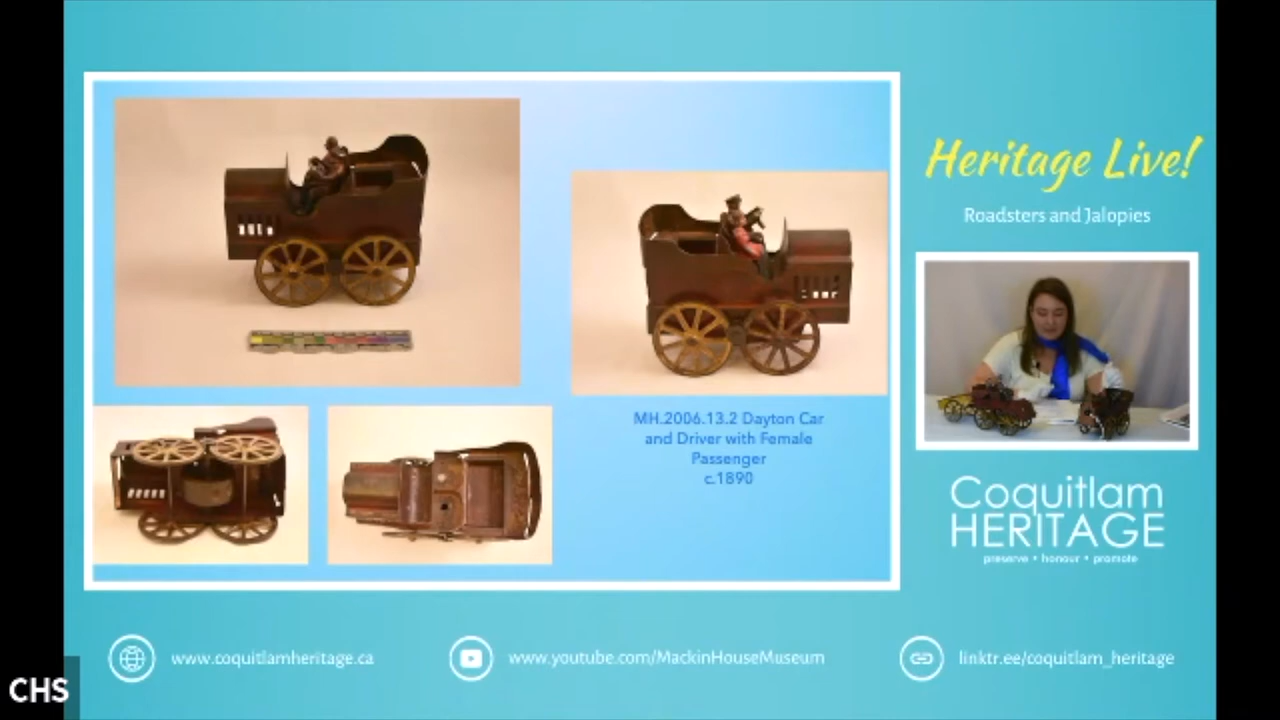 Heritage Live!
Roadsters and Jalopies
MH.2006.13.2 Dayton Car
and Driver with Female
Passenger
c.1890
Coquitlam
HERITAGE
preserve • honour • promote
www.coquitlamheritage.ca
www.youtube.com/MackinHouseMuseum
linktr.ee/coquitlam_heritage
CHS